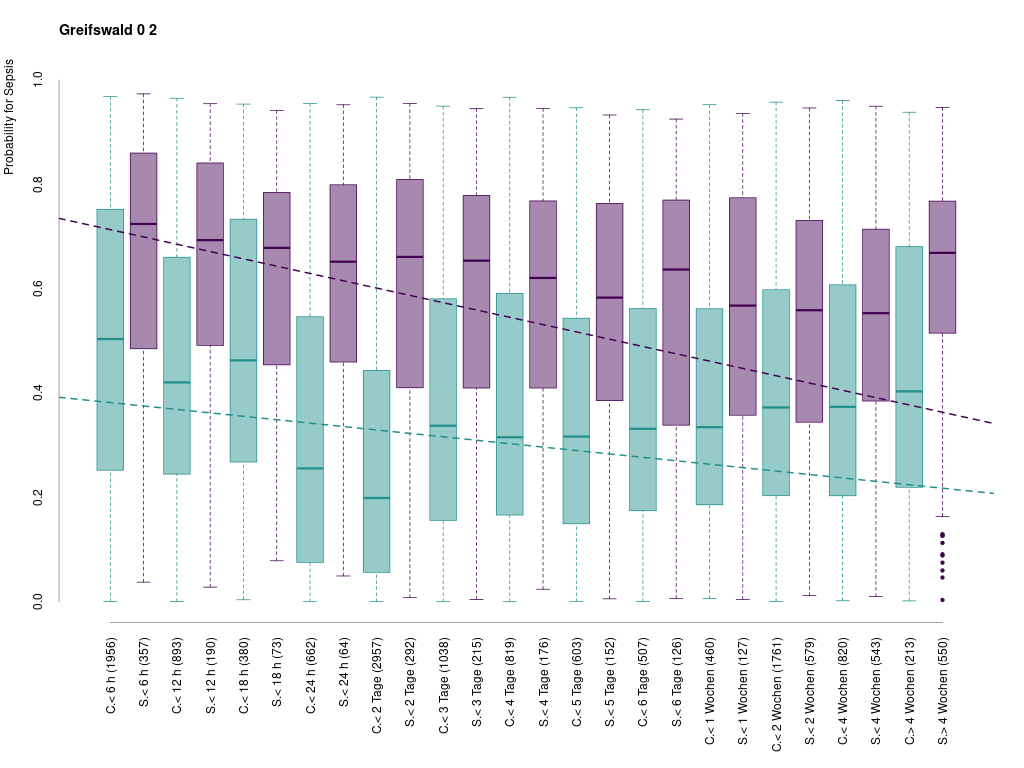 Greifswald 0 2
Probability for Sepsis
1.0
0.8
0.6
0.4
0.2
0.0
C.< 6 h (1956)
S.< 6 h (357)
C.< 12 h (893)
S.< 12 h (190)
C.< 18 h (380)
S.< 18 h (73)
C.< 24 h (662)
S.< 24 h (64)
C.< 2 Tage (2957)
S.< 2 Tage (292)
C.< 3 Tage (1038)
S.< 3 Tage (215)
C.< 4 Tage (819)
S.< 4 Tage (176)
C.< 5 Tage (603)
S.< 5 Tage (152)
C.< 6 Tage (507)
S.< 6 Tage (126)
C.< 1 Wochen (460)
S.< 1 Wochen (127)
C.< 2 Wochen (1761)
S.< 2 Wochen (579)
C.< 4 Wochen (820)
S.< 4 Wochen (543)
C.> 4 Wochen (213)
S.> 4 Wochen (550)